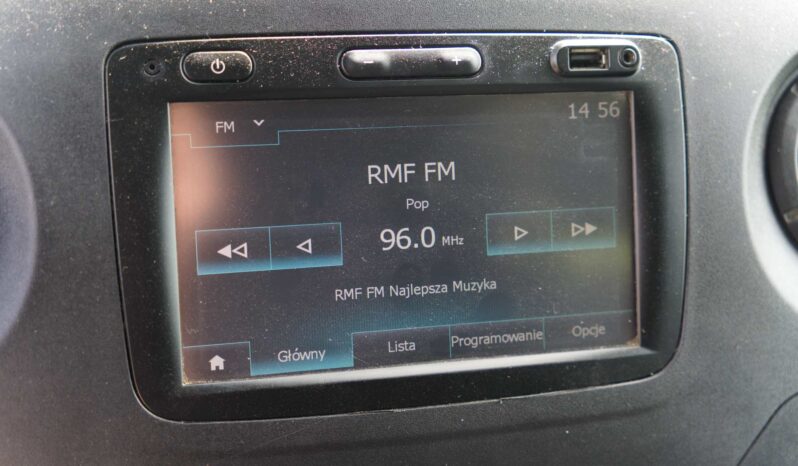 − +
FM 14 56
RMF FM
Pop
96.0 MHz
RMF FM Najlepsza Muzyka
Główny Lista Programowanie Opcje